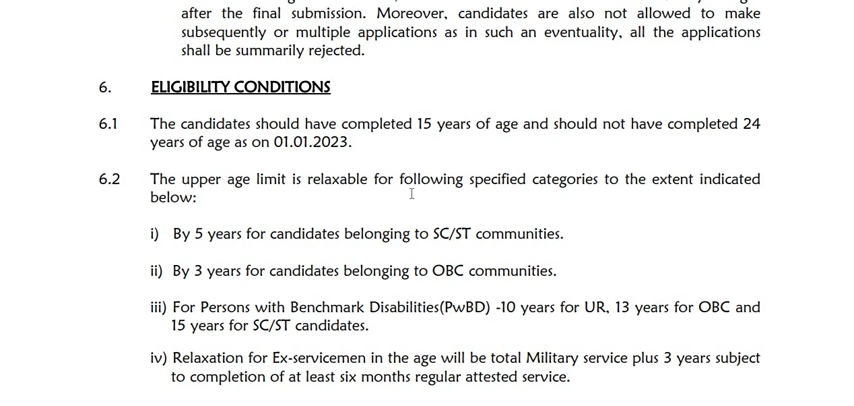 after the final submission. Moreover, candidates are also not allowed to make
subsequently or multiple applications as in such an eventuality, all the applications
shall be summarily rejected.
6. ELIGIBILITY CONDITIONS
6.1 The candidates should have completed 15 years of age and should not have completed 24
years of age as on 01.01.2023.
6.2 The upper age limit is relaxable for following specified categories to the extent indicated
below:
i) By 5 years for candidates belonging to SC/ST communities.
ii) By 3 years for candidates belonging to OBC communities.
iii) For Persons with Benchmark Disabilities(PwBD) -10 years for UR, 13 years for OBC and
15 years for SC/ST candidates.
iv) Relaxation for Ex-servicemen in the age will be total Military service plus 3 years subject
to completion of at least six months regular attested service.